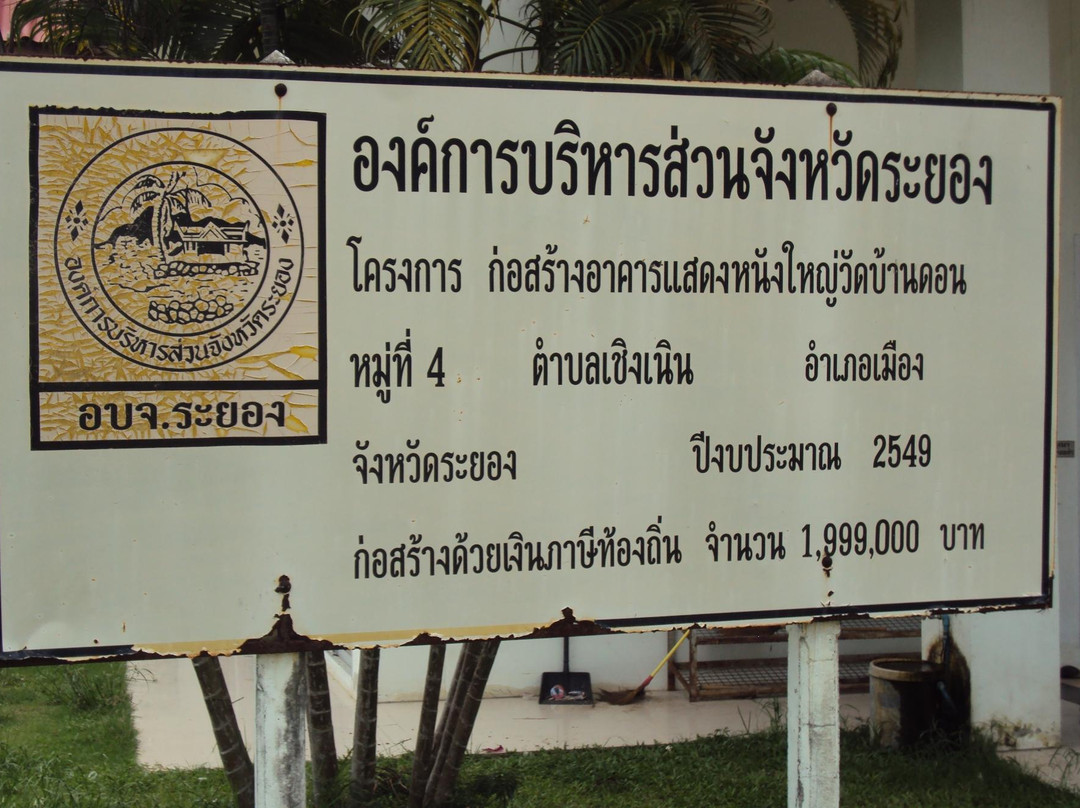 องค์การบริหารส่วนจังหวัดระยอง
โครงการ ก่อสร้างอาคารแสดงหนังใหญ่วัดบ้านดอน
หมู่ที่ 4 ตำบลเชิงเนิน อำเภอเมือง
จังหวัดระยอง ปีงบประมาณ 2549
ก่อสร้างด้วยเงินภาษีท้องถิ่น จำนวน 1,999,000 บาท
องค์การบริหารส่วนจังหวัดระยอง
อบจ.ระยอง